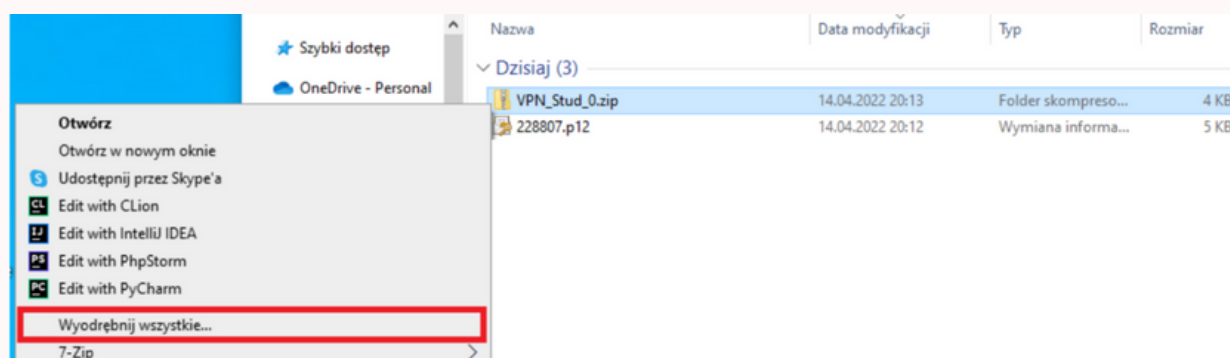 Nazwa Data modyfikacji Typ Rozmiar
Szybki dostęp
Dzisiaj (3)
OneDrive - Personal
VPN_Stud_0.zip 14.04.2022 20:13 Folder skompreso... 4 KB
228807.p12 14.04.2022 20:12 Wymiana informa... 5 KB
Otwórz
Otwórz w nowym oknie
Udostępnij przez Skype'a
Edit with CLion
Edit with IntelliJ IDEA
Edit with PhpStorm
Edit with PyCharm
Wyodrębnij wszystkie...
7-Zip